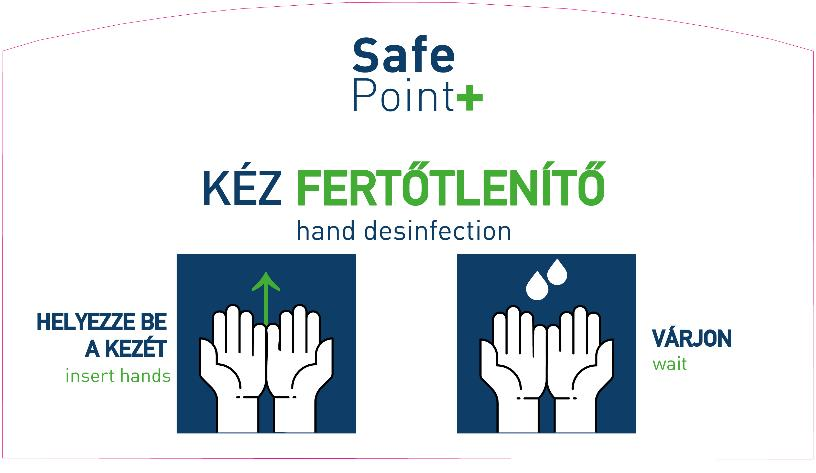 Safe
Point+
KÉZ FERTŐTLENÍTŐ
hand desinfection
HELYEZZE BE
A KEZÉT
insert hands
VÁRJON
wait